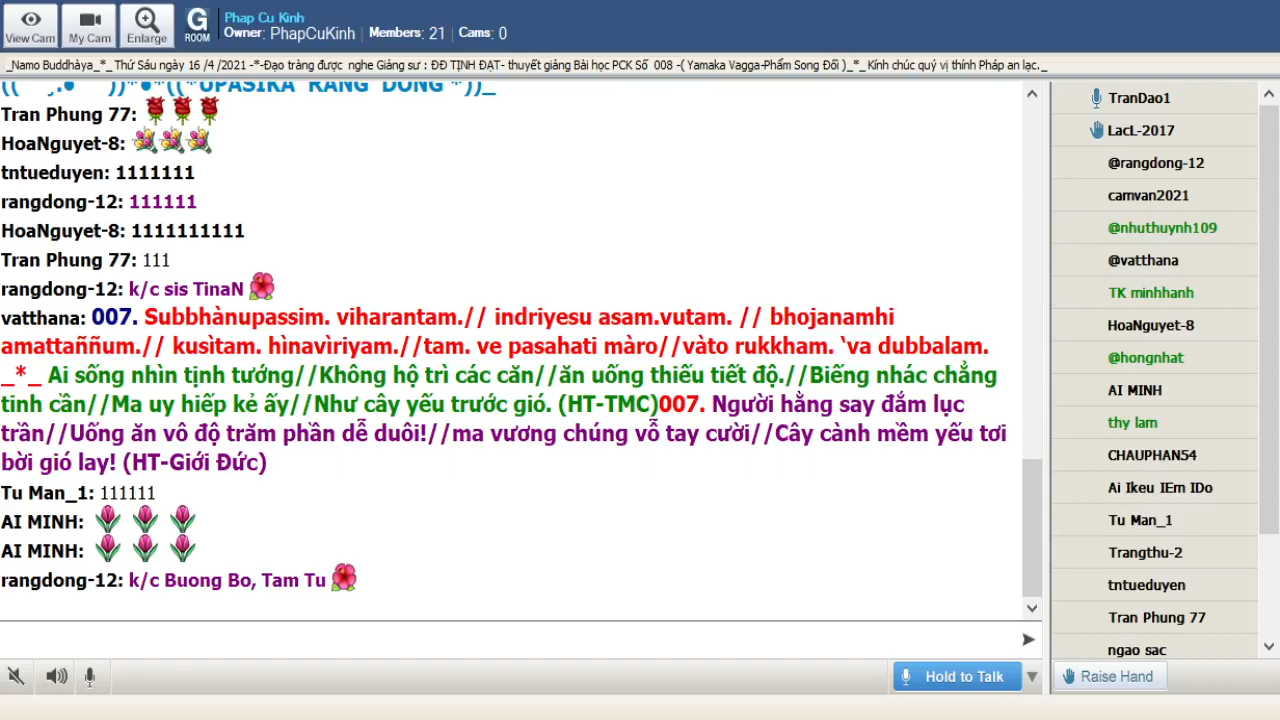 View Cam
My Cam
Enlarge
G
ROOM
Phap Cu Kinh
Owner: PhapCuKinh | Members: 21 | Cams: 0
_Namo Buddhàya_*_ Thứ Sáu ngày 16 /4 /2021 -*-Đạo tràng được nghe Giảng sư : ĐĐ TỊNH ĐẠT- thuyết giảng Bài học PCK Số 008 -( Yamaka Vagga-Phẩm Song Đối )_*_ Kính chúc quý vị thính Pháp an lạc._
*UPASIKA RANG DONG *))_
Tran Phung 77:
HoaNguyet-8:
tntueduyen: 1111111
rangdong-12: 111111
HoaNguyet-8: 1111111111
Tran Phung 77: 111
rangdong-12: k/c sis TinaN
vatthana: 007. Subbhànupassim. viharantam.// indriyesu asam.vutam. // bhojanamhi
amattaññum.// kusìtam. hìnavìriyam.//tam. ve pasahati màro//vàto rukkham. ‘va dubbalam.
_*_ Ai sống nhìn tịnh tướng//Không hộ trì các căn//ăn uống thiếu tiết độ.//Biếng nhác chẳng
tinh cần//Ma uy hiếp kẻ ấy//Như cây yếu trước gió. (HT-TMC)007. Người hằng say đắm lục
trần//Uống ăn vô độ trăm phần dễ duôi!//ma vương chúng vỗ tay cười//Cây cành mềm yếu tơi
bời gió lay! (HT-Giới Đức)
Tu Man_1: 111111
AI MINH:
AI MINH:
rangdong-12: k/c Buong Bo, Tam Tu
Hold to Talk
TranDao1
LacL-2017
@rangdong-12
camvan2021
@nhuthuynh109
@vatthana
TK minhhanh
HoaNguyet-8
@hongnhat
AI MINH
thy lam
CHAUPHAN54
Ai Ikeu IEm IDo
Tu Man_1
Trangthu-2
tntueduyen
Tran Phung 77
ngao sac
Raise Hand